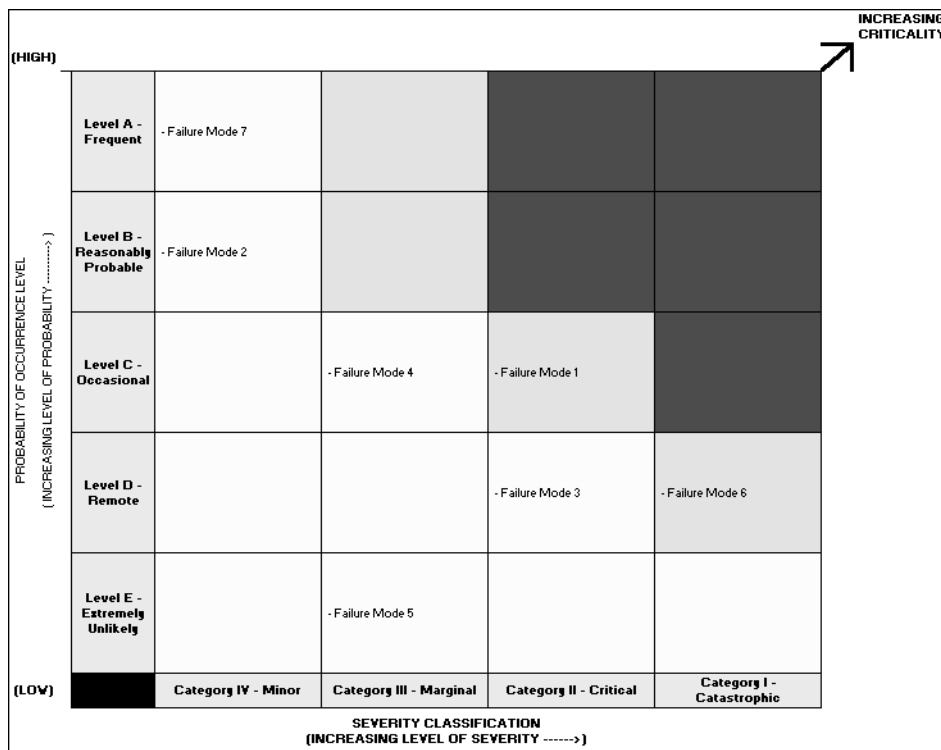 INCREASING
CRITICALITY
(HIGH)
Level A -
Frequent
- Failure Mode 7
Level B -
Reasonably
Probable
- Failure Mode 2
Level C -
Occasional
- Failure Mode 4
- Failure Mode 1
Level D -
Remote
- Failure Mode 3
- Failure Mode 6
Level E -
Extremely
Unlikely
- Failure Mode 5
PROBABILITY OF OCCURRENCE LEVEL
(INCREASING LEVEL OF PROBABILITY --------->)
(LOW)
Category IV - Minor
Category III - Marginal
Category II - Critical
Category I -
Catastrophic
SEVERITY CLASSIFICATION
(INCREASING LEVEL OF SEVERITY ------>)